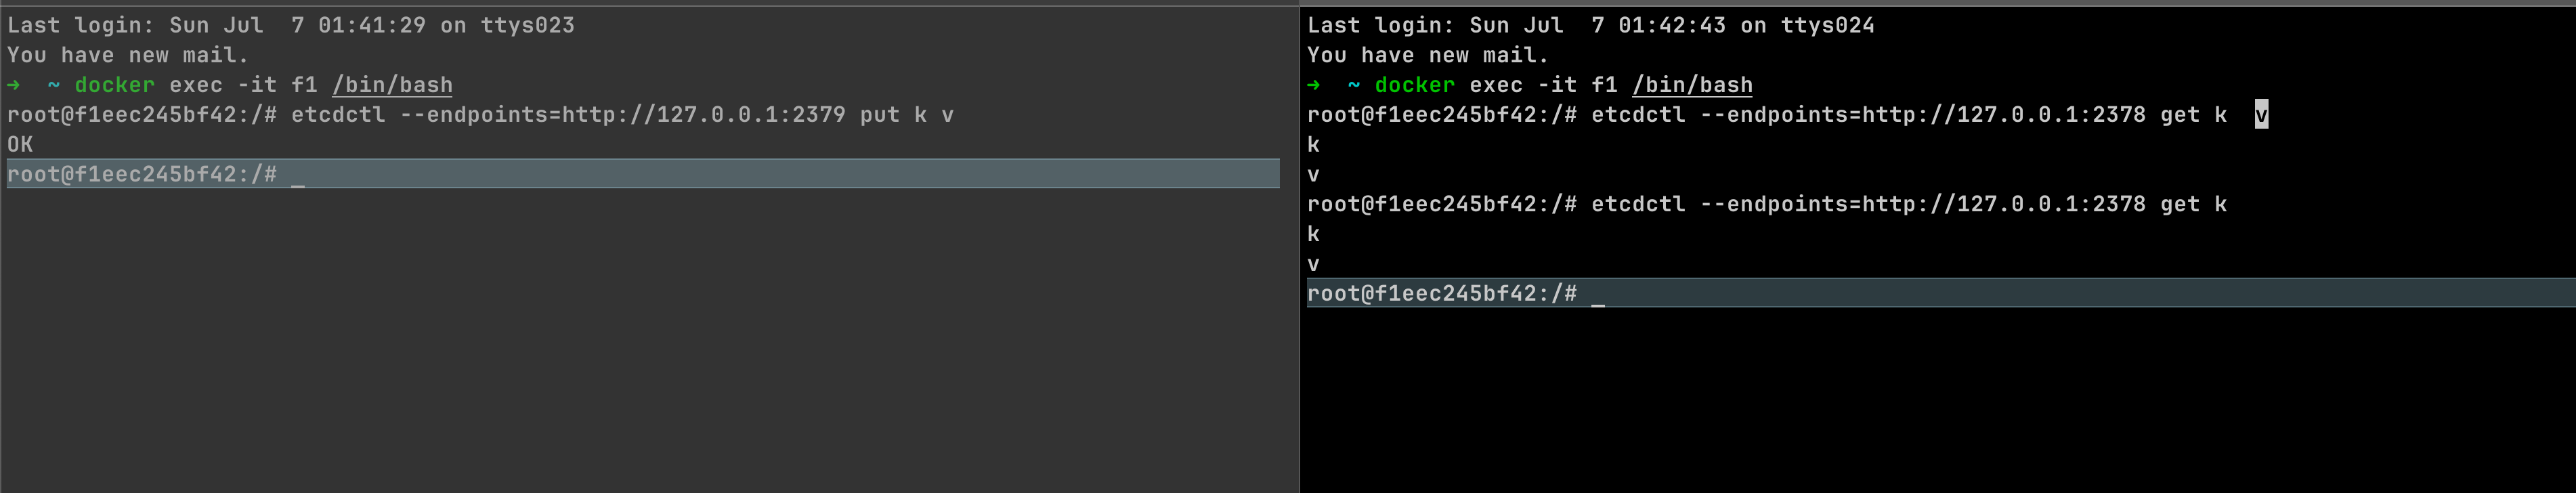 Last login: Sun Jul  7 01:41:29 on ttys023
You have new mail.
→  ~ docker exec -it f1 /bin/bash
root@f1eec245bf42:/# etcdctl --endpoints=http://127.0.0.1:2379 put k v
OK
root@f1eec245bf42:/# _
Last login: Sun Jul  7 01:42:43 on ttys024
You have new mail.
→  ~ docker exec -it f1 /bin/bash
root@f1eec245bf42:/# etcdctl --endpoints=http://127.0.0.1:2378 get k  v
k
v
root@f1eec245bf42:/# etcdctl --endpoints=http://127.0.0.1:2378 get k
k
v
root@f1eec245bf42:/# _